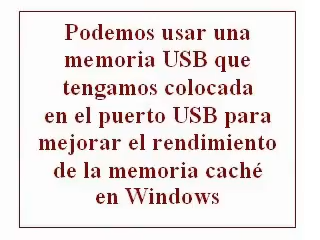 Podemos usar una
memoria USB que
tengamos colocada
en el puerto USB para
mejorar el rendimiento
de la memoria caché
en Windows